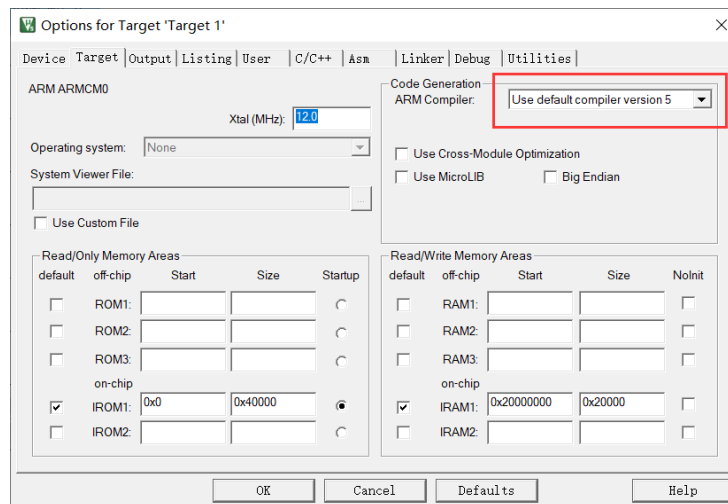 Options for Target 'Target 1'
Device Target Output Listing User C/C++ Asm Linker Debug Utilities
ARM ARMCM0
Xtal (MHz): 12.0
Operating system: None
System Viewer File:
...
Use Custom File
Code Generation
ARM Compiler: Use default compiler version 5
Use Cross-Module Optimization
Use MicroLIB Big Endian
Read/Only Memory Areas
default off-chip Start Size Startup
ROM1:
ROM2:
ROM3:
on-chip
IROM1: 0x0 0x40000
IROM2:
Read/Write Memory Areas
default off-chip Start Size NoInit
RAM1:
RAM2:
RAM3:
on-chip
IRAM1: 0x20000000 0x20000
IRAM2:
OK Cancel Defaults Help